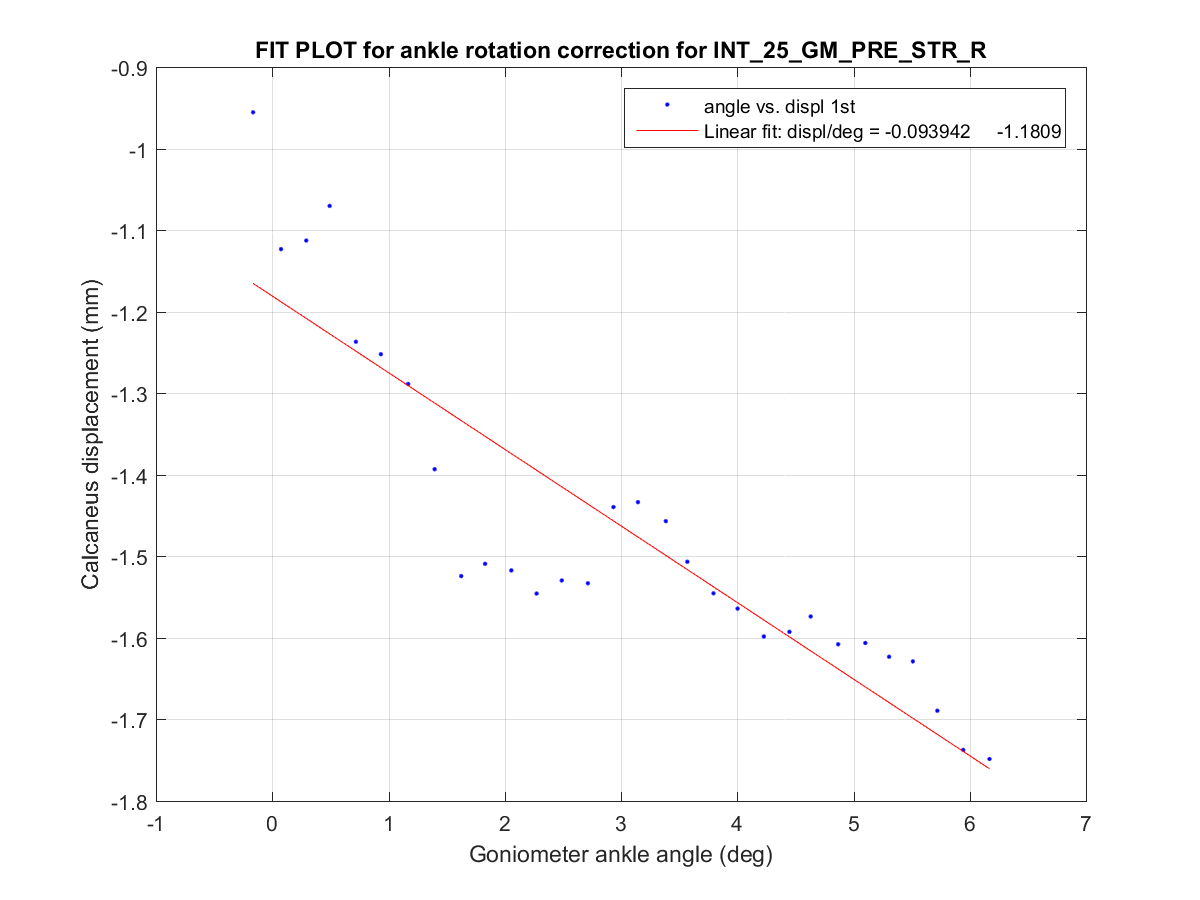 FIT PLOT for ankle rotation correction for INT_25_GM_PRE_STR_R
angle vs. displ 1st
Linear fit: displ/deg = -0.093942 -1.1809
Calcaneus displacement (mm)
-0.9
-1
-1.1
-1.2
-1.3
-1.4
-1.5
-1.6
-1.7
-1.8
-1 0 1 2 3 4 5 6 7
Goniometer ankle angle (deg)